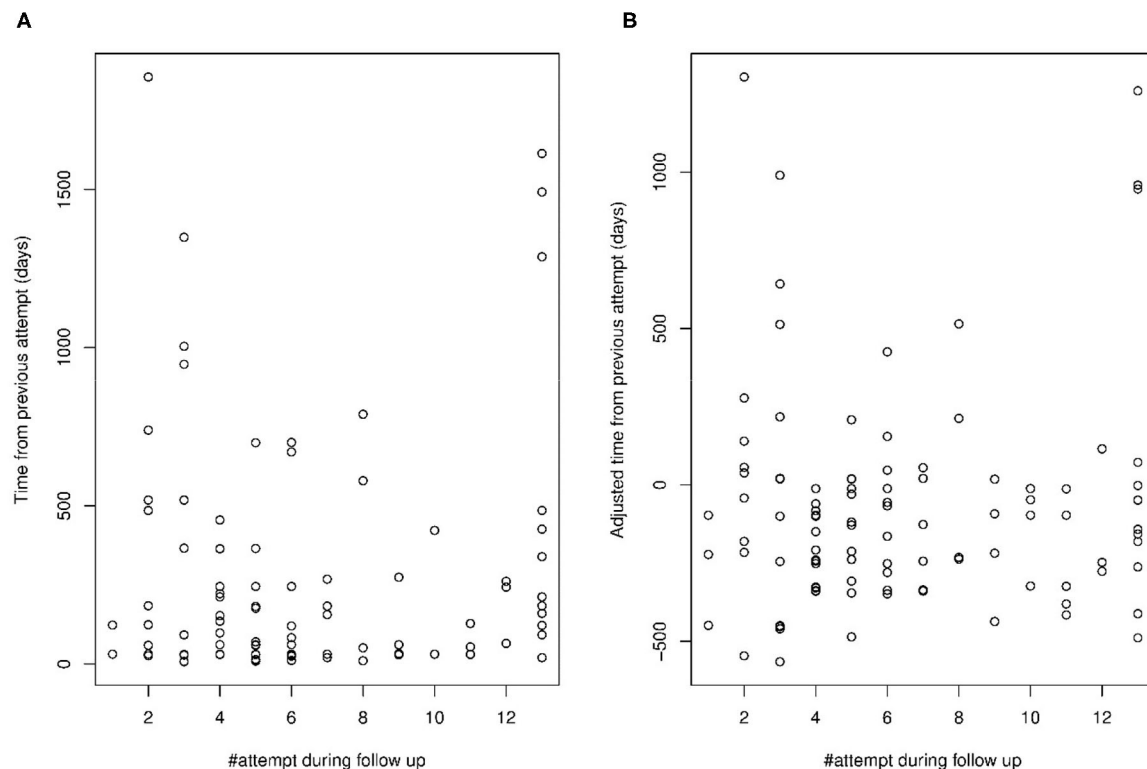 A
Time from previous attempt (days)
1500
1000
500
0
2 4 6 8 10 12
#attempt during follow up
B
Adjusted time from previous attempt (days)
1000
500
0
−500
2 4 6 8 10 12
#attempt during follow up